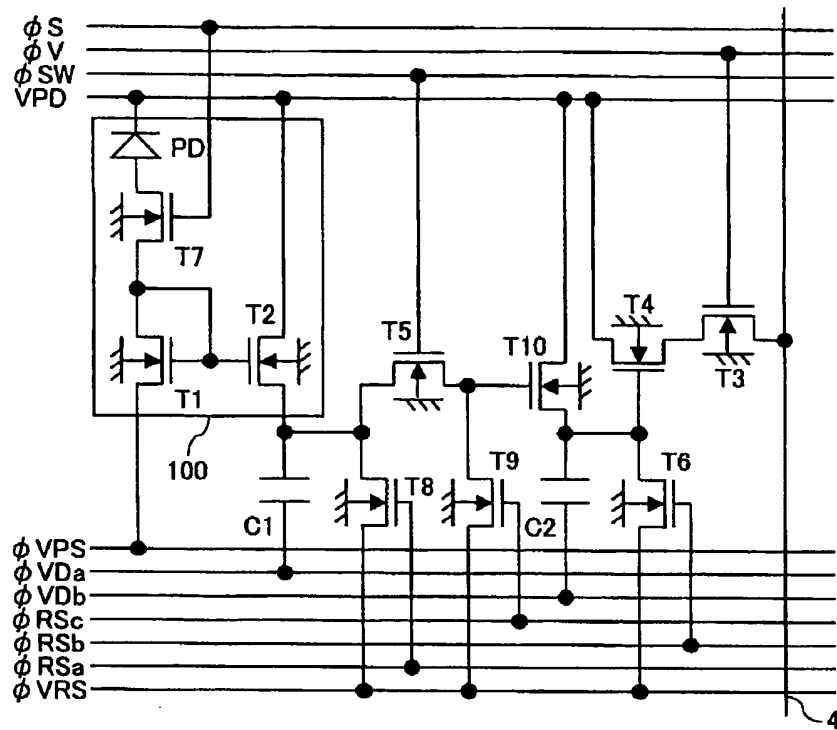 φS
φV
φSW
VPD
PD
T7
T2
T1
100
T5
T4
T10
T3
T8
T9
T6
C1
C2
φVPS
φVDa
φVDb
φRSc
φRSb
φRSa
φVRS
4